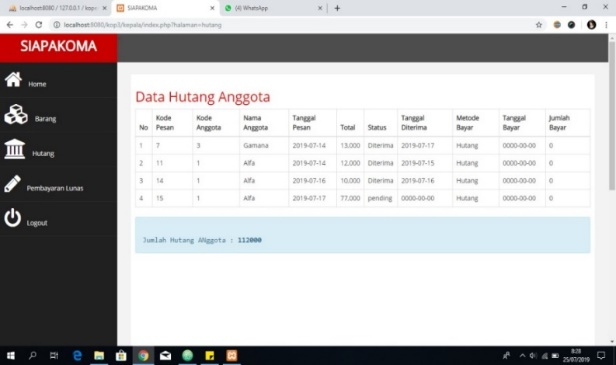 localhost:8080 / 127.0.0.1 / kop
SIAPAKOMA
(4) WhatsApp
localhost:8080/kop3/kepala/index.php?halaman=hutang
SIAPAKOMA
Home
Barang
Hutang
Pembayaran Lunas
Logout
Data Hutang Anggota
No Kode Pesan Kode Anggota Nama Anggota Tanggal Pesan Total Status Tanggal Diterima Metode Bayar Tanggal Bayar Jumlah Bayar
1 7 3 Gamana 2019-07-14 13,000 Diterima 2019-07-17 Hutang 0000-00-00 0
2 11 1 Alfa 2019-07-14 12,000 Diterima 2019-07-15 Hutang 0000-00-00 0
3 14 1 Alfa 2019-07-16 10,000 Diterima 2019-07-16 Hutang 0000-00-00 0
4 15 1 Alfa 2019-07-17 77,000 pending 0000-00-00 Hutang 0000-00-00 0
Jumlah Hutang ANggota : 112000
8:28
25/07/2019